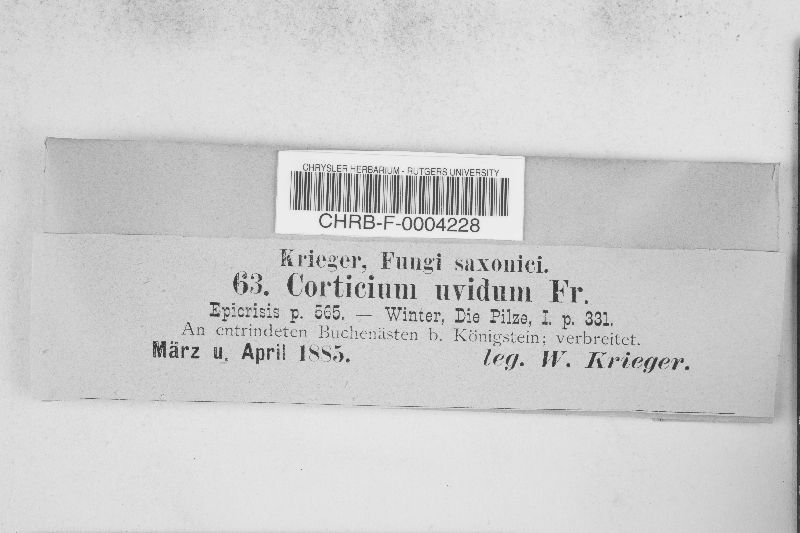 CHRYSLER HERBARIUM - RUTGERS UNIVERSITY
CHRB-F-0004228
Krieger, Fungi saxonici.
63. Corticium uvidum Fr.
Epicrisis p. 565. — Winter, Die Pilze, I. p. 331.
An entrindeten Buchenästen b. Königstein; verbreitet.
März u. April 1885.
leg. W. Krieger.